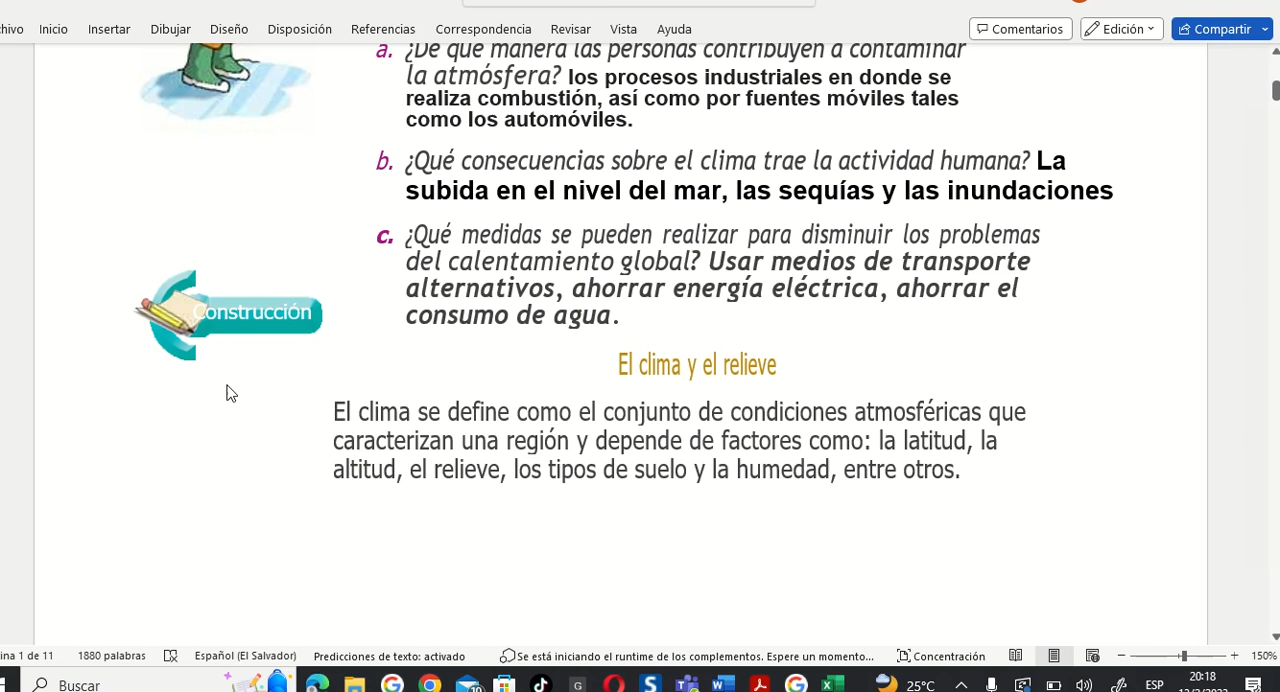 chivo Inicio Insertar Dibujar Diseño Disposición Referencias Correspondencia Revisar Vista Ayuda Comentarios Edición Compartir
a. ¿De que manera las personas contribuyen a contaminar
la atmósfera? los procesos industriales en donde se
realiza combustión, así como por fuentes móviles tales
como los automóviles.
b. ¿Qué consecuencias sobre el clima trae la actividad humana? La
subida en el nivel del mar, las sequías y las inundaciones
c. ¿Qué medidas se pueden realizar para disminuir los problemas
del calentamiento global? Usar medios de transporte
alternativos, ahorrar energía eléctrica, ahorrar el
consumo de agua.
Construcción
El clima y el relieve
El clima se define como el conjunto de condiciones atmosféricas que
caracterizan una región y depende de factores como: la latitud, la
altitud, el relieve, los tipos de suelo y la humedad, entre otros.
ina 1 de 11 1880 palabras Español (El Salvador) Predicciones de texto: activado Se está iniciando el runtime de los complementos. Espere un momento... Concentración 150%
Buscar 25°C ESP 20:18